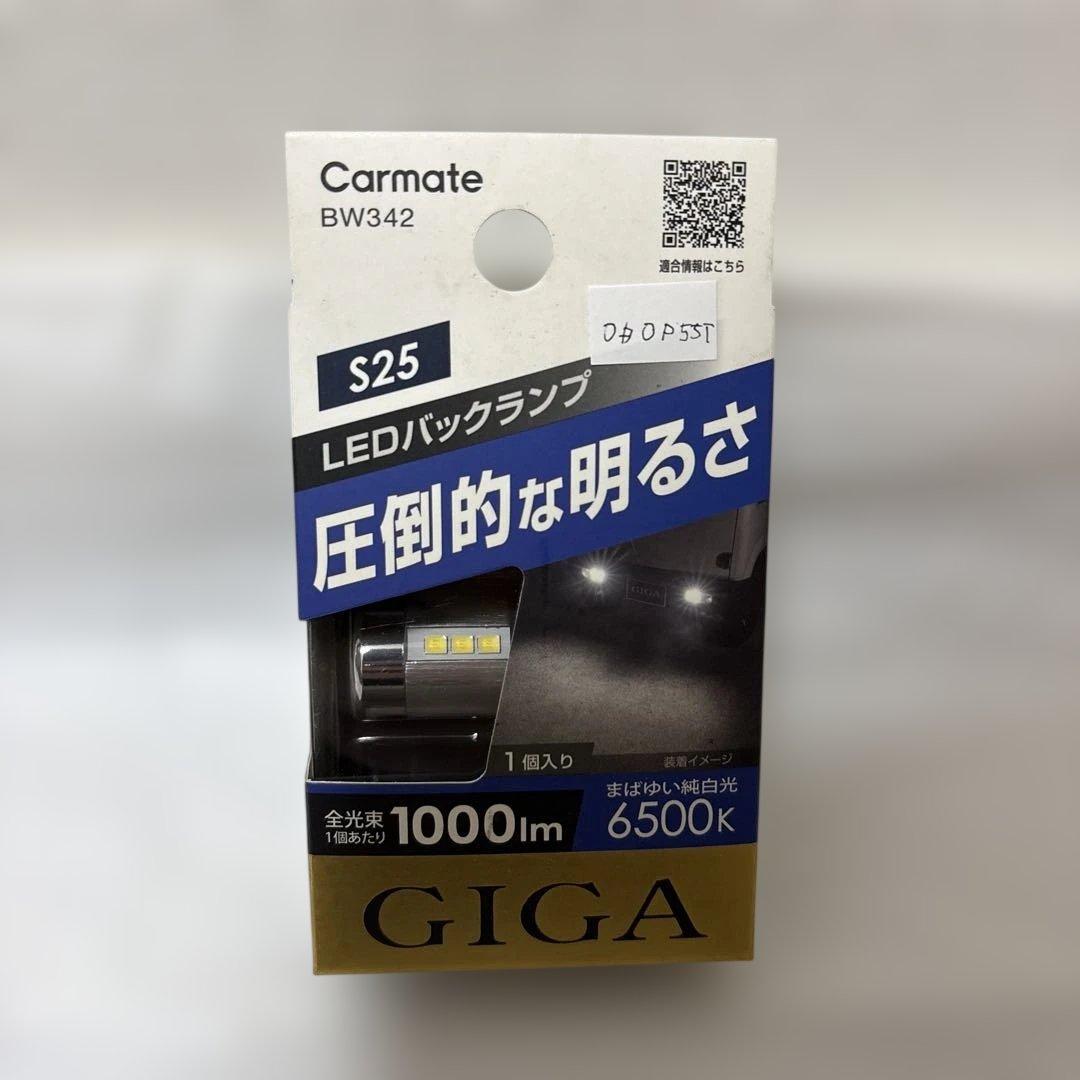 Carmate
BW342
適合情報はこちら
S25
LEDバックランプ
圧倒的な明るさ
GIGA
1個入り
装着イメージ
全光束
1個あたり
1000lm
まばゆい純白光
6500K
GIGA